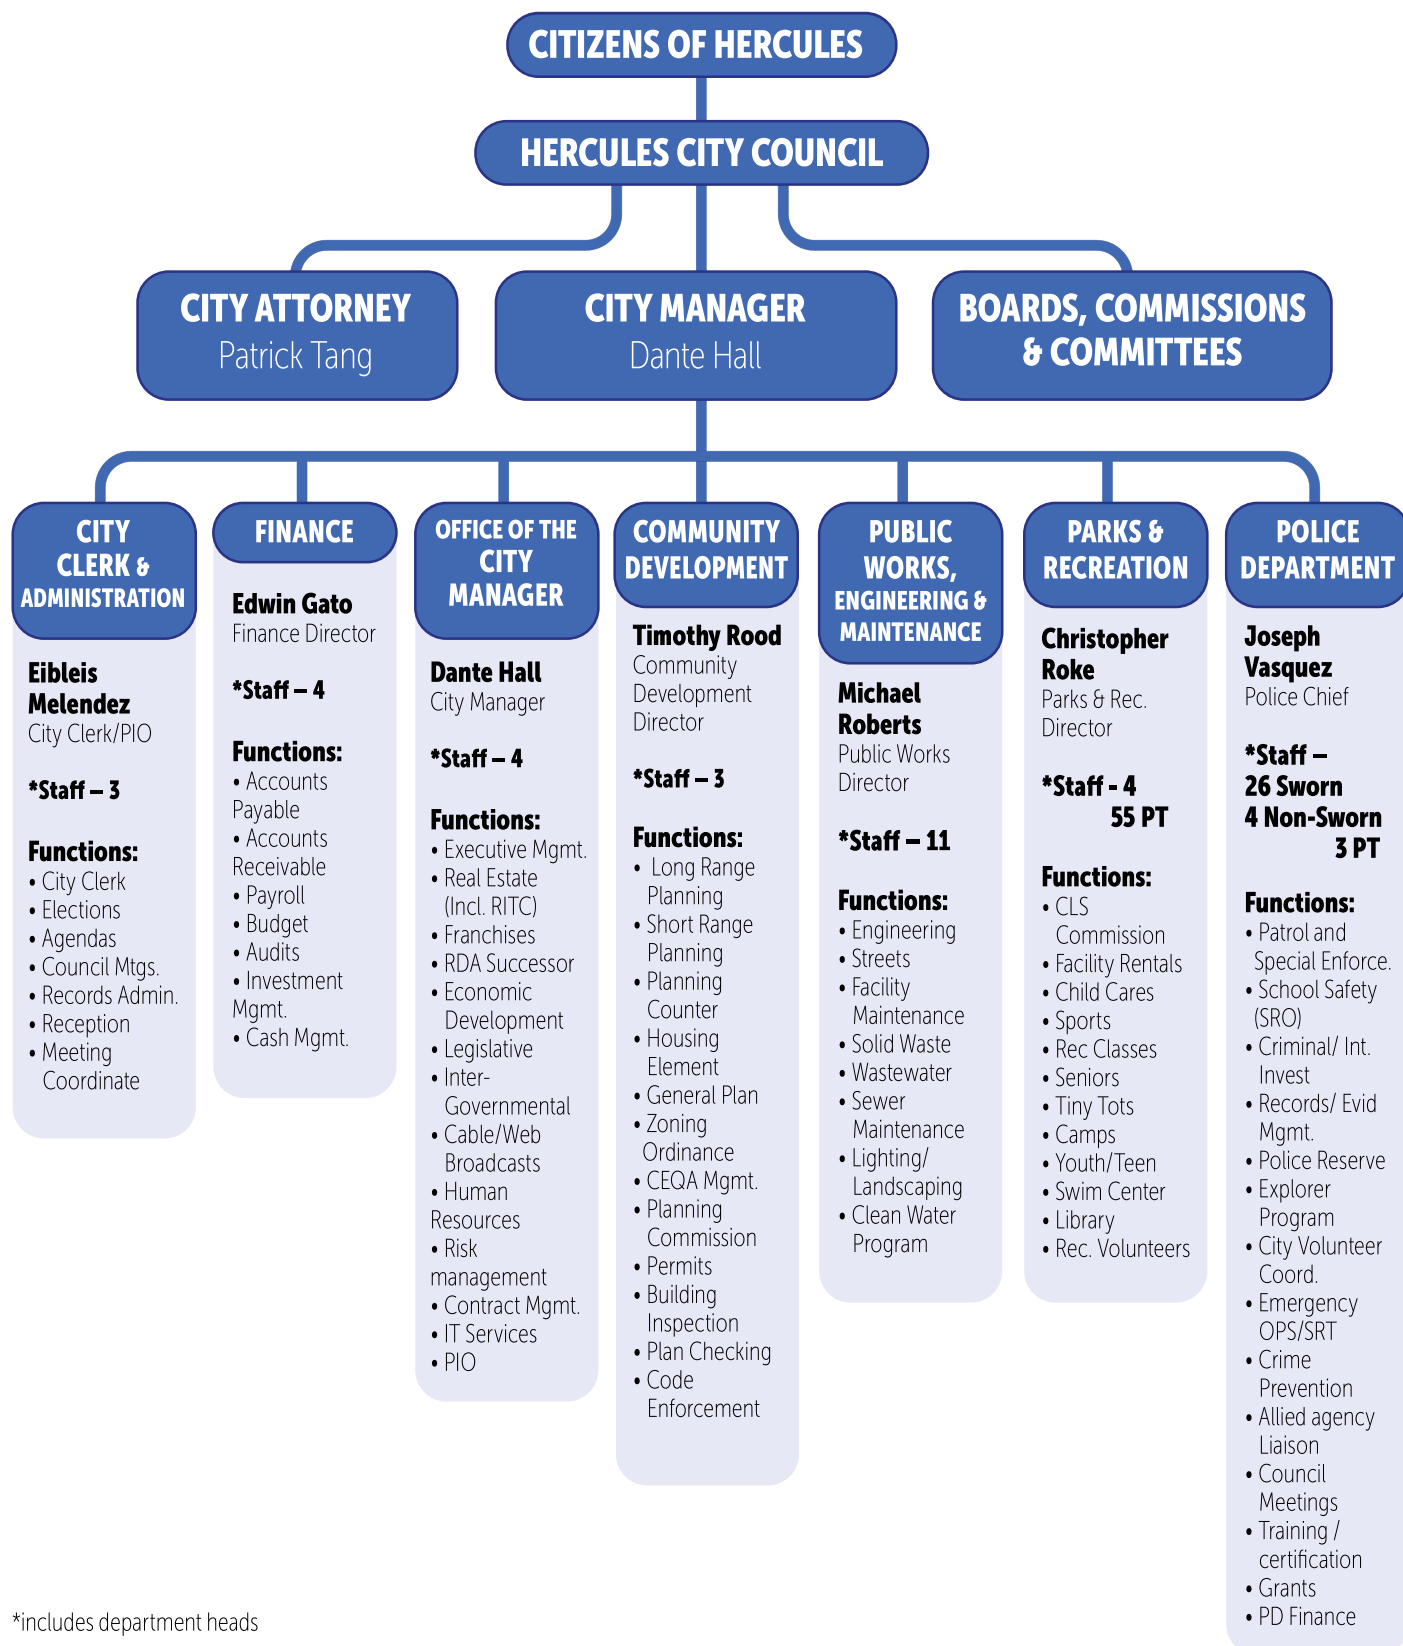 CITIZENS OF HERCULES
HERCULES CITY COUNCIL
CITY ATTORNEY
Patrick Tang
CITY MANAGER
Dante Hall
BOARDS, COMMISSIONS
& COMMITTEES
CITY
CLERK &
ADMINISTRATION
Eibleis
Melendez
City Clerk/PIO
*Staff – 3
Functions:
• City Clerk
• Elections
• Agendas
• Council Mtgs.
• Records Admin.
• Reception
• Meeting
Coordinate
FINANCE
Edwin Gato
Finance Director
*Staff – 4
Functions:
• Accounts
Payable
• Accounts
Receivable
• Payroll
• Budget
• Audits
• Investment
Mgmt.
• Cash Mgmt.
OFFICE OF THE
CITY
MANAGER
Dante Hall
City Manager
*Staff – 4
Functions:
• Executive Mgmt.
• Real Estate
(Incl. RITC)
• Franchises
• RDA Successor
• Economic
Development
• Legislative
• Inter-
Governmental
• Cable/Web
Broadcasts
• Human
Resources
• Risk
management
• Contract Mgmt.
• IT Services
• PIO
COMMUNITY
DEVELOPMENT
Timothy Rood
Community
Development
Director
*Staff – 3
Functions:
• Long Range
Planning
• Short Range
Planning
• Planning
Counter
• Housing
Element
• General Plan
• Zoning
Ordinance
• CEQA Mgmt.
• Planning
Commission
• Permits
• Building
Inspection
• Plan Checking
• Code
Enforcement
PUBLIC
WORKS,
ENGINEERING &
MAINTENANCE
Michael
Roberts
Public Works
Director
*Staff – 11
Functions:
• Engineering
• Streets
• Facility
Maintenance
• Solid Waste
• Wastewater
• Sewer
Maintenance
• Lighting/
Landscaping
• Clean Water
Program
PARKS &
RECREATION
Christopher
Roke
Parks & Rec.
Director
*Staff - 4
55 PT
Functions:
• CLS
Commission
• Facility Rentals
• Child Cares
• Sports
• Rec Classes
• Seniors
• Tiny Tots
• Camps
• Youth/Teen
• Swim Center
• Library
• Rec. Volunteers
POLICE
DEPARTMENT
Joseph
Vasquez
Police Chief
*Staff –
26 Sworn
4 Non-Sworn
3 PT
Functions:
• Patrol and
Special Enforce.
• School Safety
(SRO)
• Criminal/ Int.
Invest
• Records/ Evid
Mgmt.
• Police Reserve
• Explorer
Program
• City Volunteer
Coord.
• Emergency
OPS/SRT
• Crime
Prevention
• Allied agency
Liaison
• Council
Meetings
• Training /
certification
• Grants
• PD Finance
*includes department heads